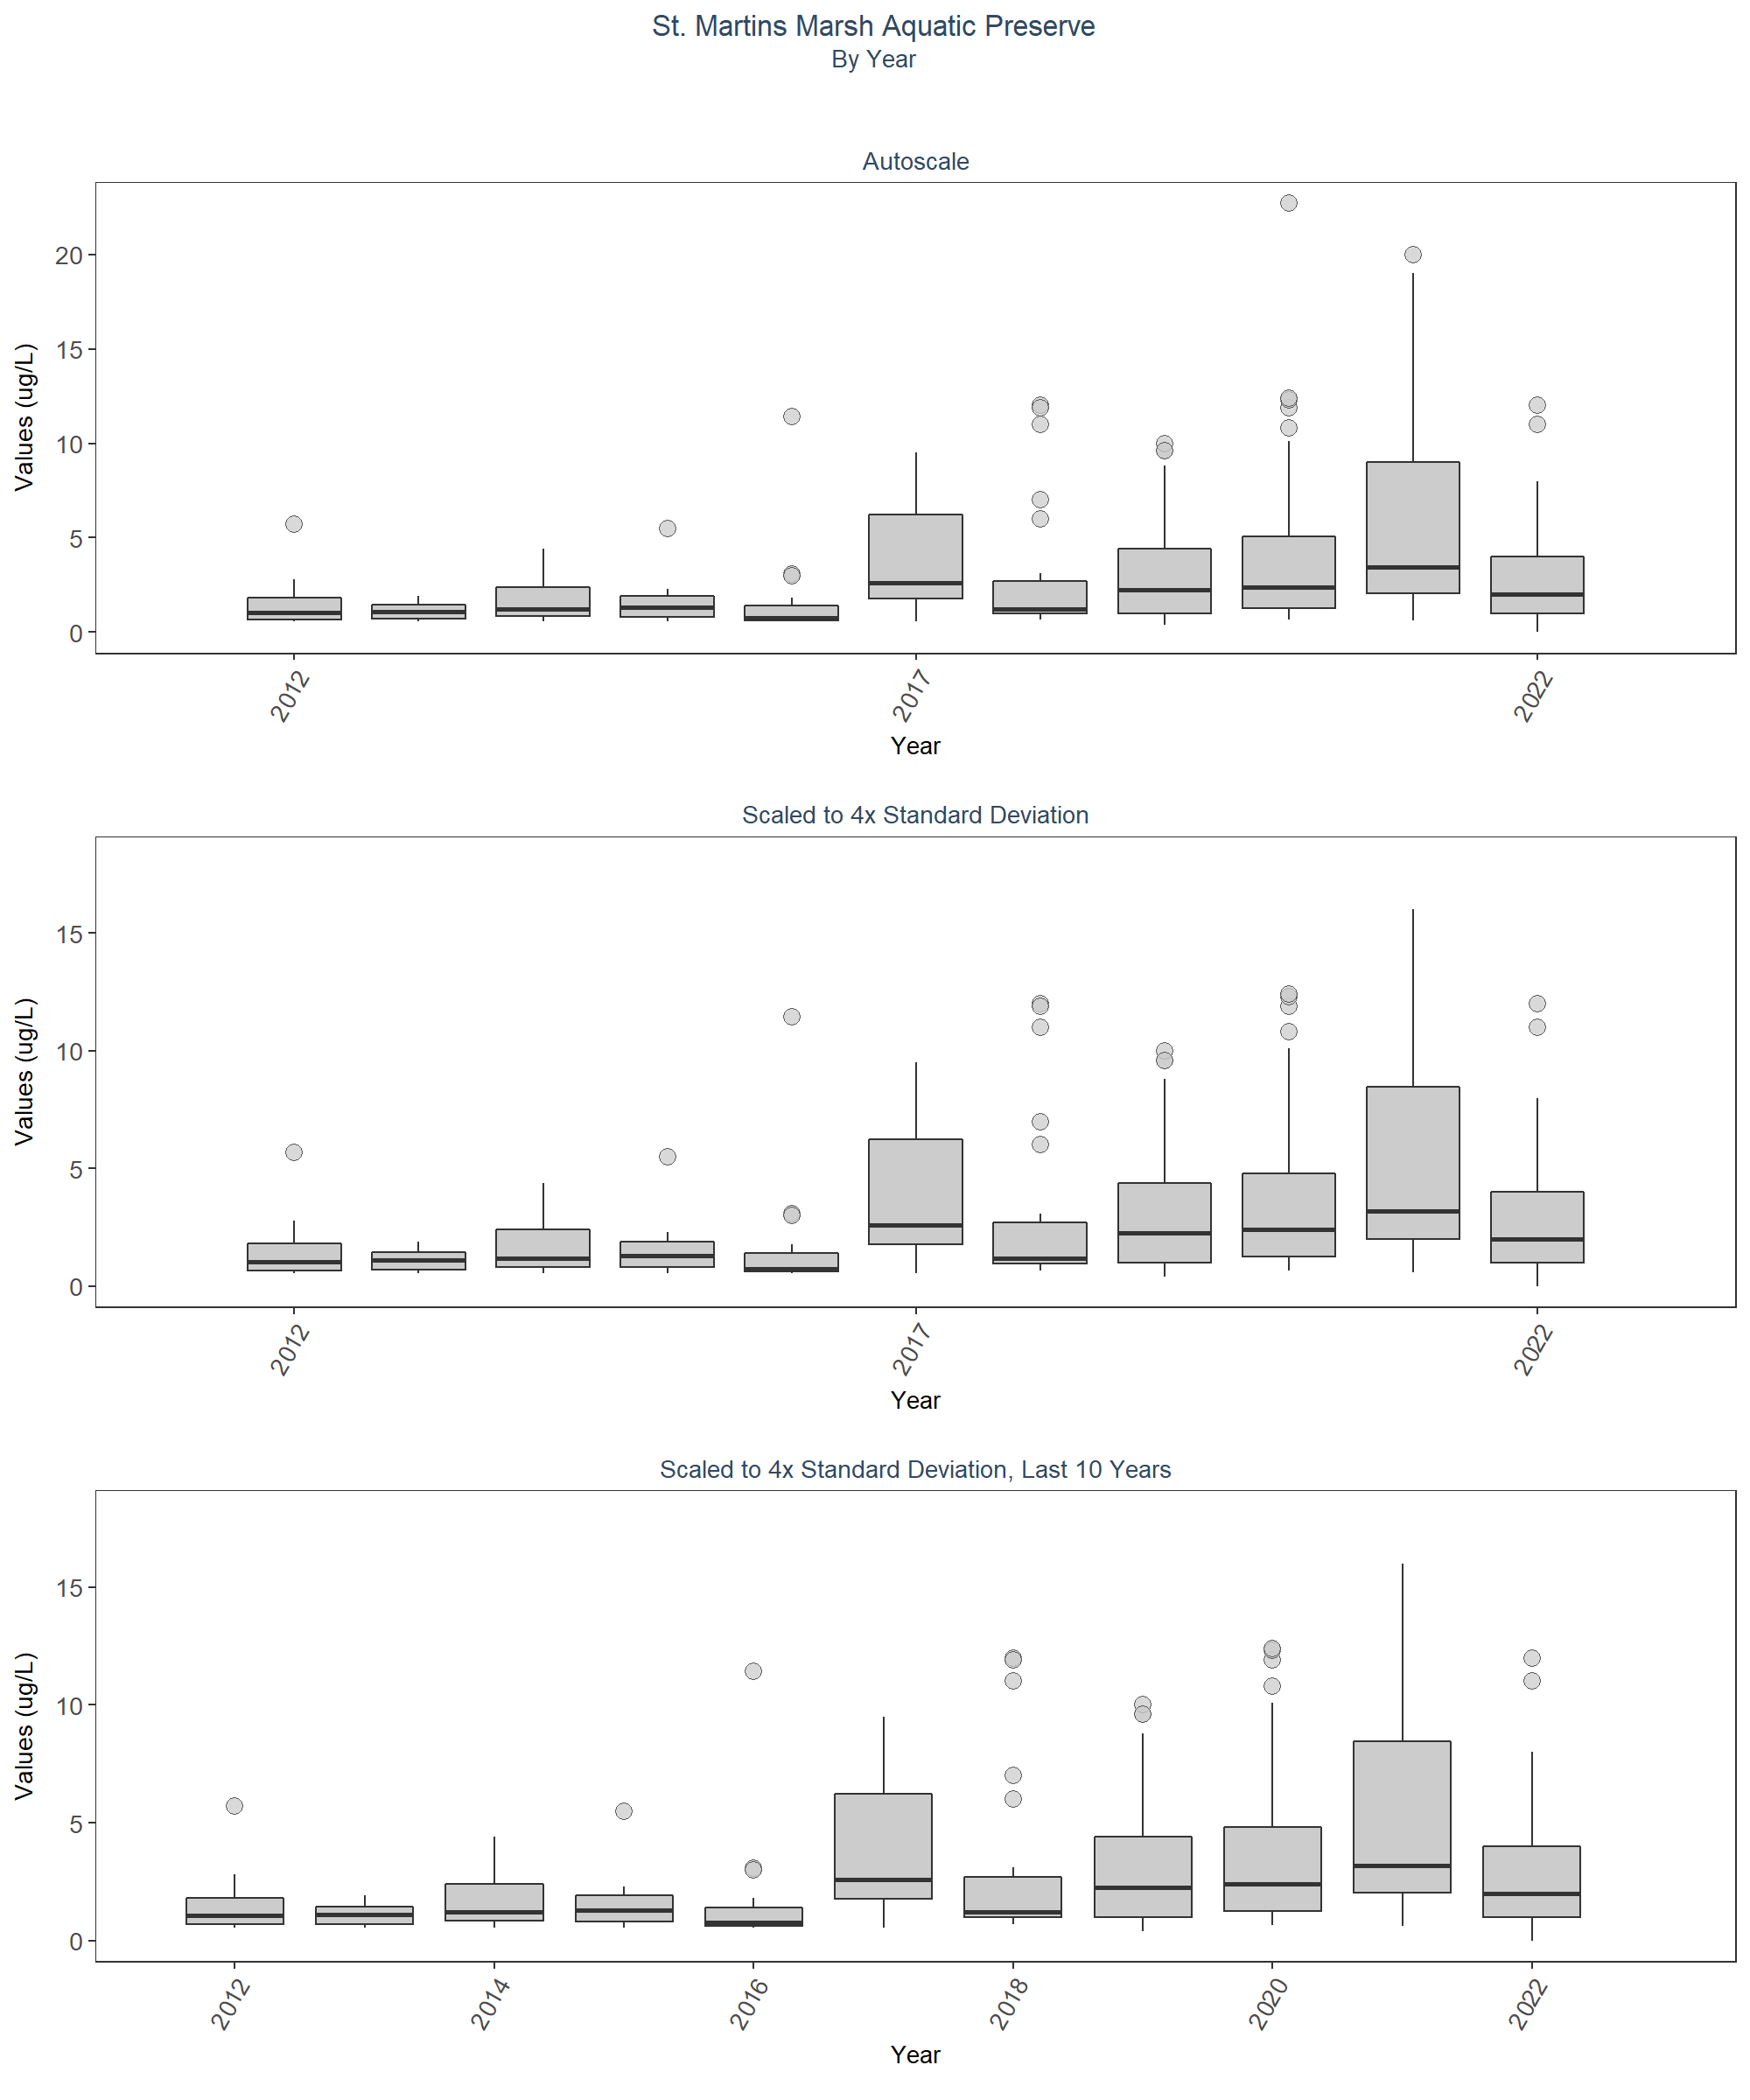 St. Martins Marsh Aquatic Preserve
By Year
Autoscale
Values (ug/L)
20
15
10
5
0
2012
2017
2022
Year
Scaled to 4x Standard Deviation
Values (ug/L)
15
10
5
0
2012
2017
2022
Year
Scaled to 4x Standard Deviation, Last 10 Years
Values (ug/L)
15
10
5
0
2012
2014
2016
2018
2020
2022
Year